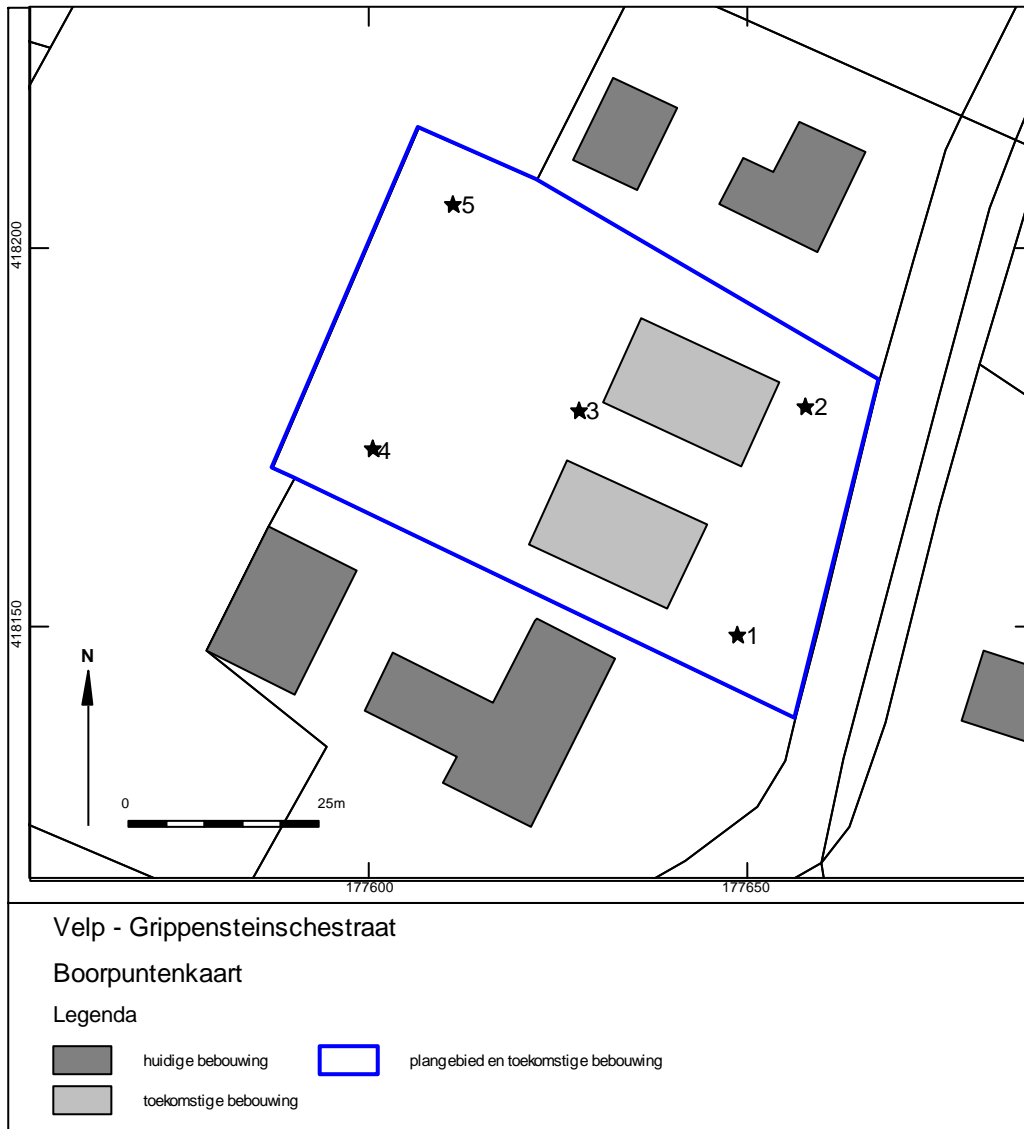 5
418200
2
3
4
418150
1
N
0 25m
177600 177650
Velp - Grippensteinschestraat
Boorpuntenkaart
Legenda
huidige bebouwing plangebied en toekomstige bebouwing
toekomstige bebouwing